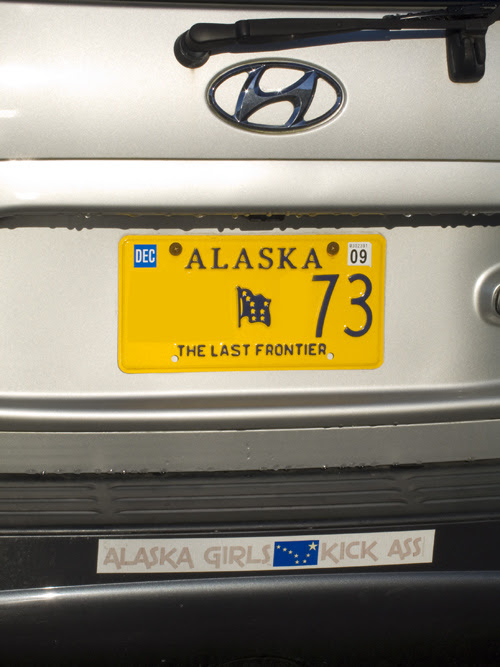 DEC
ALASKA
09
73
THE LAST FRONTIER
ALASKA GIRLS KICK ASS